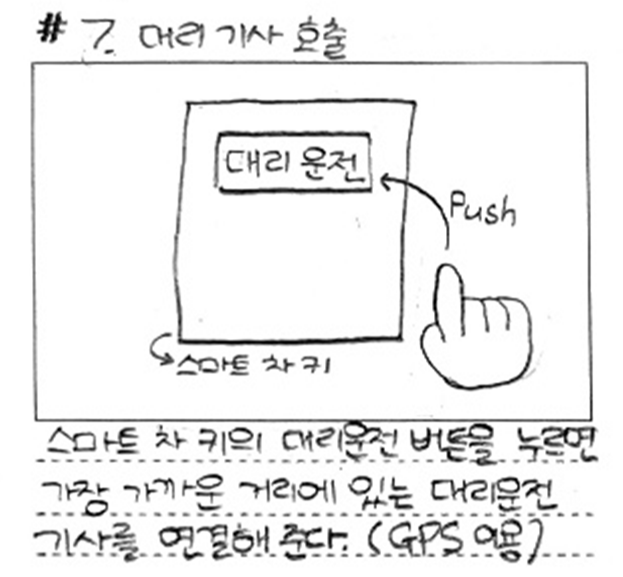 # 7. 대리 기사 호출
대리 운전
Push
스마트 차 키
스마트 차 키의 대리운전 버튼을 누르면
가장 가까운 거리에 있는 대리운전
기사를 연결해 준다. (GPS 이용)